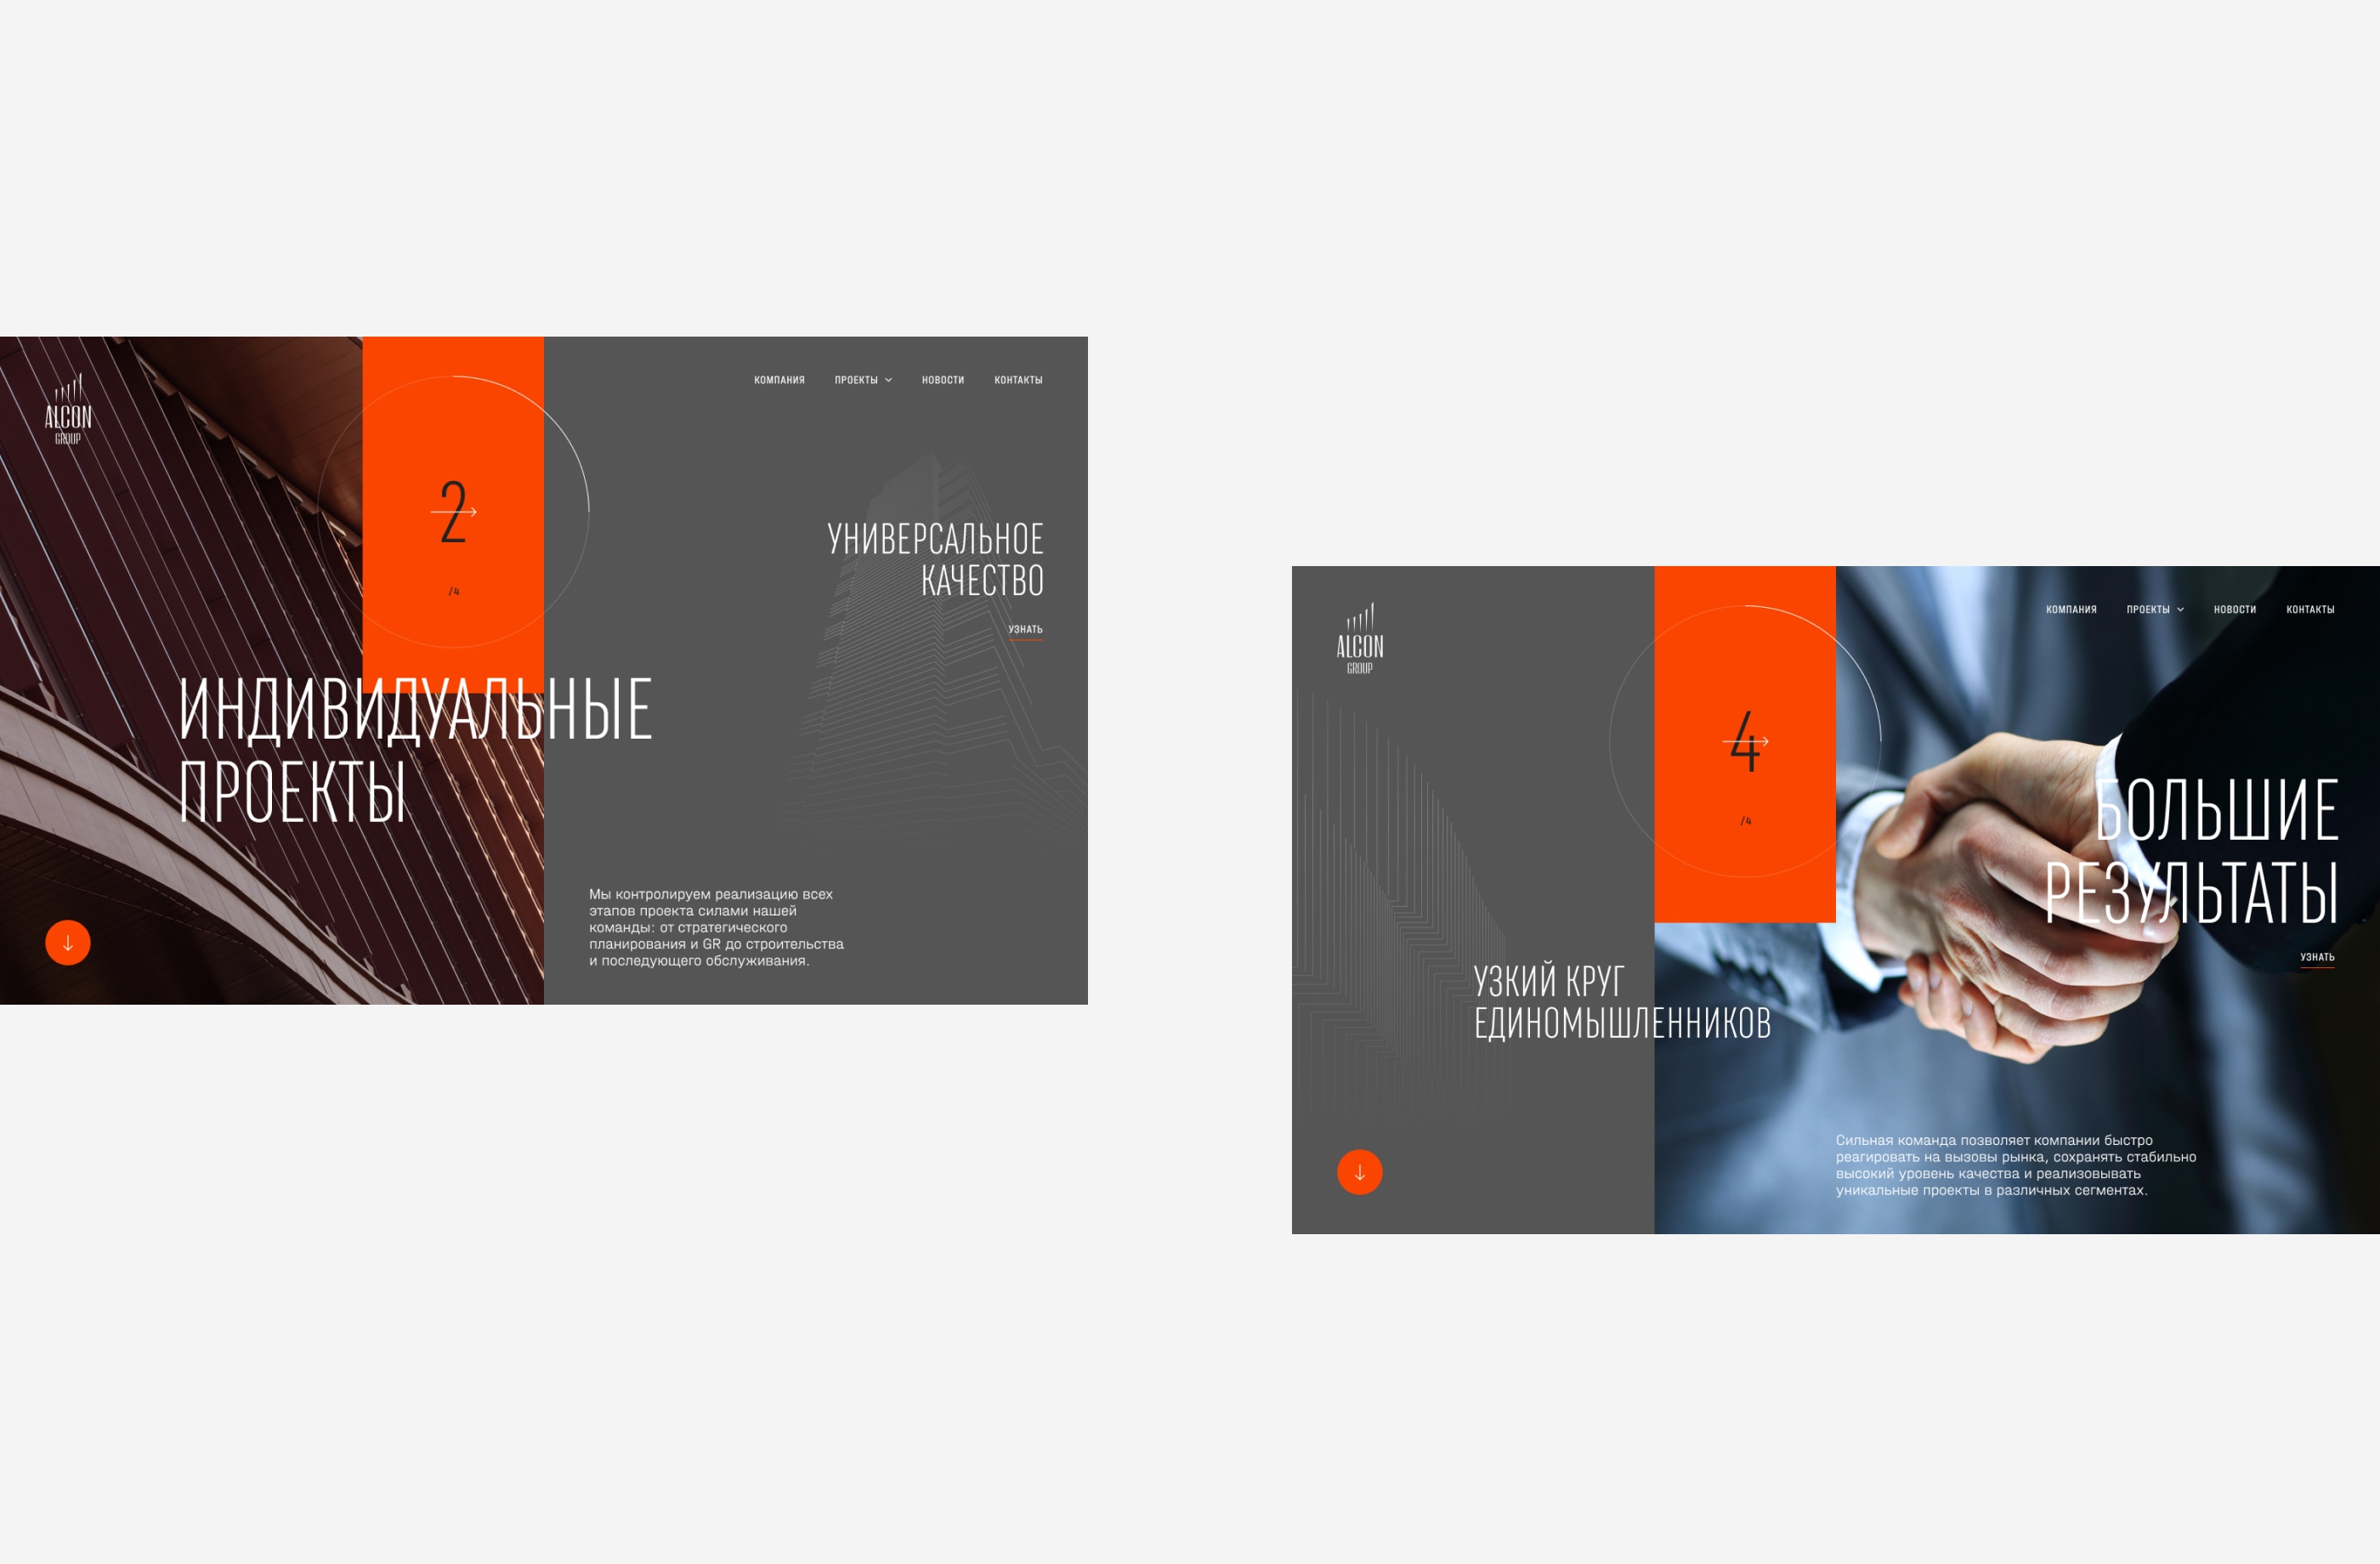 ALCON
GROUP
КОМПАНИЯ ПРОЕКТЫ НОВОСТИ КОНТАКТЫ
2
/4
УНИВЕРСАЛЬНОЕ
КАЧЕСТВО
УЗНАТЬ
ИНДИВИДУАЛЬНЫЕ
ПРОЕКТЫ
Мы контролируем реализацию всех
этапов проекта силами нашей
команды: от стратегического
планирования и GR до строительства
и последующего обслуживания.
ALCON
GROUP
КОМПАНИЯ ПРОЕКТЫ НОВОСТИ КОНТАКТЫ
4
/4
БОЛЬШИЕ
РЕЗУЛЬТАТЫ
УЗНАТЬ
УЗКИЙ КРУГ
ЕДИНОМЫШЛЕННИКОВ
Сильная команда позволяет компании быстро
реагировать на вызовы рынка, сохранять стабильно
высокий уровень качества и реализовывать
уникальные проекты в различных сегментах.